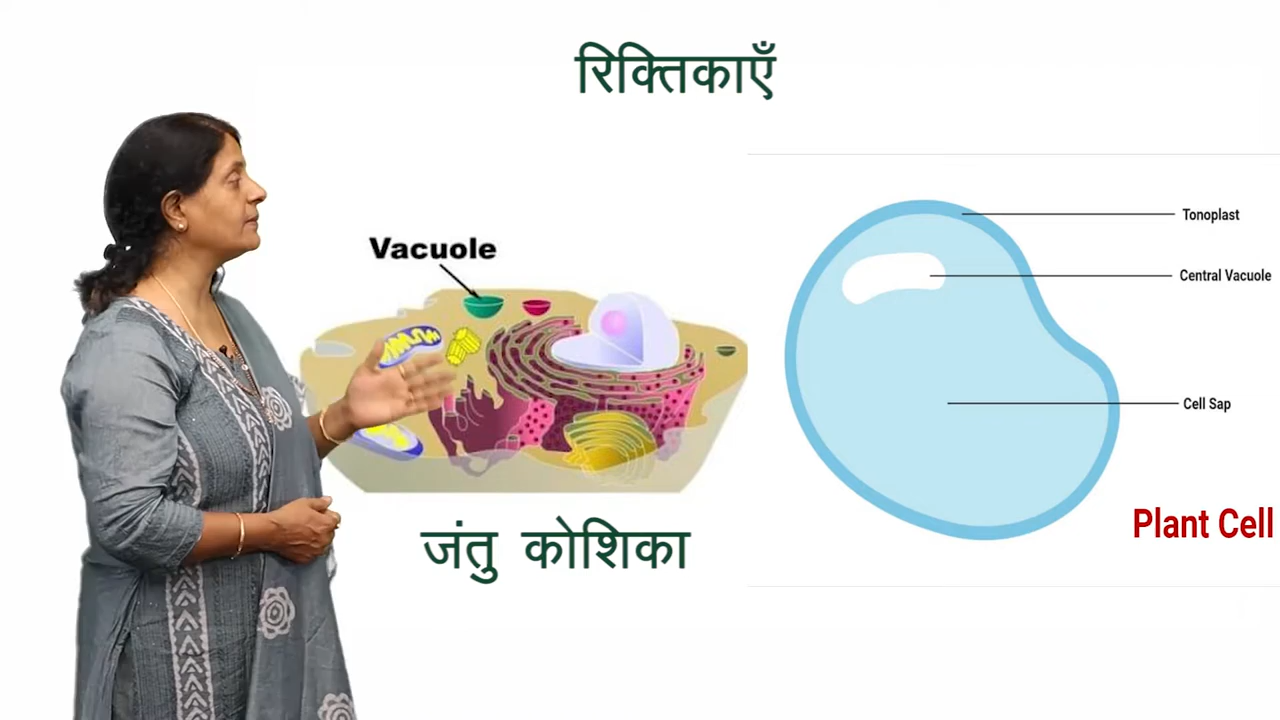 रिक्तिकाएँ
Vacuole
जंतु कोशिका
Tonoplast
Central Vacuole
Cell Sap
Plant Cell